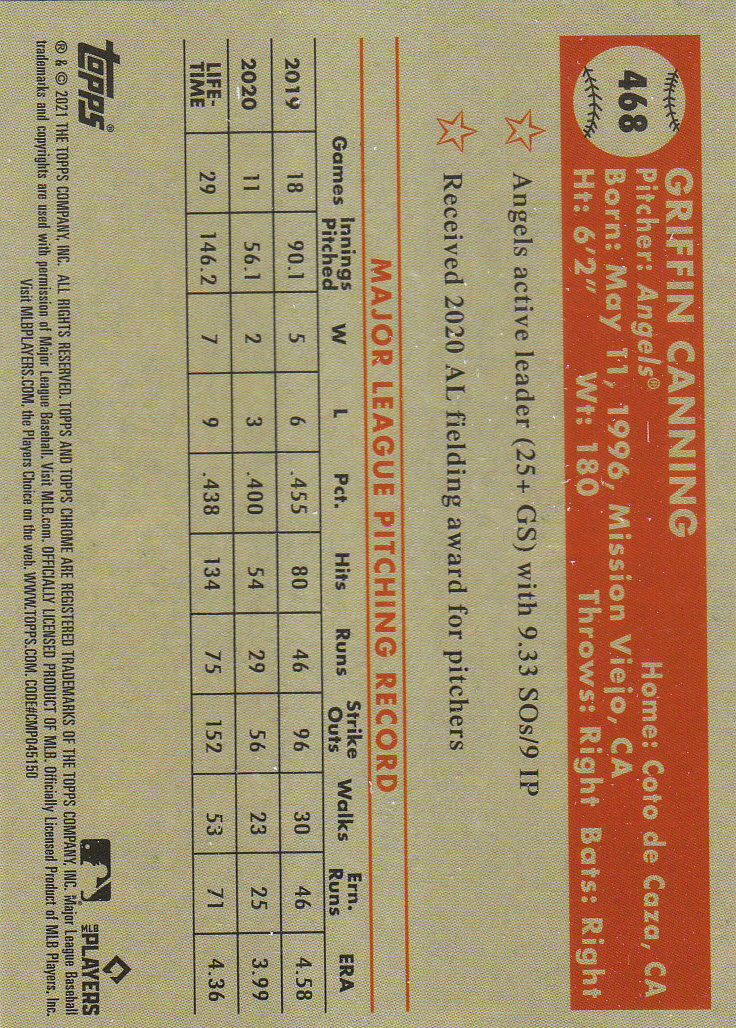 468
GRIFFIN CANNING
Pitcher: Angels® — Home: Coto de Caza, CA
Born: May 11, 1996, Mission Viejo, CA
Ht: 6'2" Wt: 180 Throws: Right Bats: Right
Angels active leader (25+ GS) with 9.33 SOs/9 IP
Received 2020 AL fielding award for pitchers
MAJOR LEAGUE PITCHING RECORD
Games Innings Pitched W L Pct. Hits Runs Strike Outs Walks Ern. Runs ERA
2019 18 90.1 5 6 .455 80 46 96 30 46 4.58
2020 11 56.1 2 3 .400 54 29 56 23 25 3.99
LIFE-TIME 29 146.2 7 9 .438 134 75 152 53 71 4.36
topps®
MLB PLAYERS
® & © 2021 THE TOPPS COMPANY, INC. ALL RIGHTS RESERVED. TOPPS AND TOPPS CHROME ARE REGISTERED TRADEMARKS OF THE TOPPS COMPANY, INC. Major League Baseball
trademarks and copyrights are used with permission of Major League Baseball. Visit MLB.com. OFFICIALLY LICENSED PRODUCT OF MLB. Officially Licensed Product of MLB Players, Inc.
Visit MLBPLAYERS.COM, the Players Choice on the web. WWW.TOPPS.COM. CODE#CMPC45150